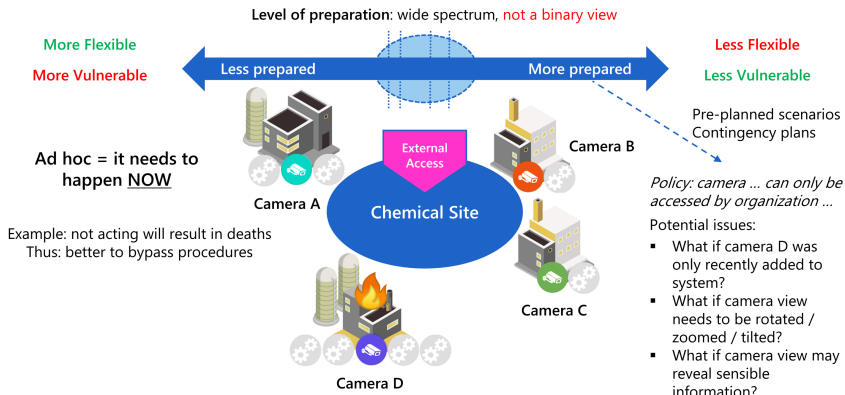 Level of preparation: wide spectrum, not a binary view
More Flexible
More Vulnerable
Less prepared
More prepared
Less Flexible
Less Vulnerable
Pre-planned scenarios
Contingency plans
Ad hoc = it needs to
happen NOW
Example: not acting will result in deaths
Thus: better to bypass procedures
Camera A
External
Access
Chemical Site
Camera B
Camera C
Camera D
Policy: camera ... can only be
accessed by organization ...
Potential issues:
▪ What if camera D was
only recently added to
system?
▪ What if camera view
needs to be rotated /
zoomed / tilted?
▪ What if camera view may
reveal sensible
information?